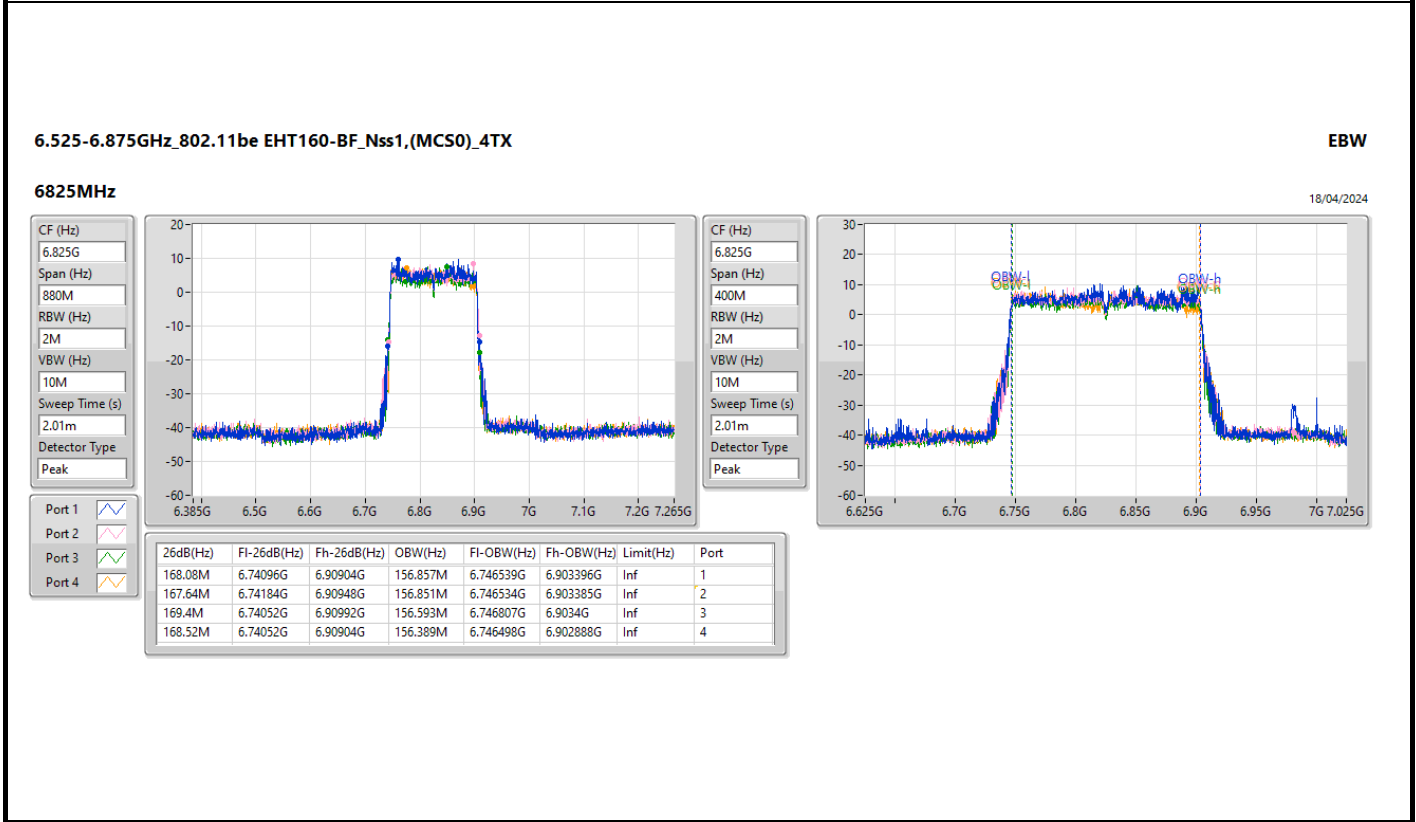 6.525-6.875GHz_802.11be EHT160-BF_Nss1,(MCS0)_4TX
EBW
6825MHz
18/04/2024
CF (Hz)
6.825G
Span (Hz)
880M
RBW (Hz)
2M
VBW (Hz)
10M
Sweep Time (s)
2.01m
Detector Type
Peak
20
10
0
-10
-20
-30
-40
-50
-60
6.385G 6.5G 6.6G 6.7G 6.8G 6.9G 7G 7.1G 7.2G 7.265G
CF (Hz)
6.825G
Span (Hz)
400M
RBW (Hz)
2M
VBW (Hz)
10M
Sweep Time (s)
2.01m
Detector Type
Peak
30
20
10
0
-10
-20
-30
-40
-50
-60
OBW-l
OBW-l
OBW-h
OBW-h
6.625G 6.7G 6.75G 6.8G 6.85G 6.9G 6.95G 7G 7.025G
Port 1
Port 2
Port 3
Port 4
26dB(Hz) Fl-26dB(Hz) Fh-26dB(Hz) OBW(Hz) Fl-OBW(Hz) Fh-OBW(Hz) Limit(Hz) Port
168.08M 6.74096G 6.90904G 156.857M 6.746539G 6.903396G Inf 1
167.64M 6.74184G 6.90948G 156.851M 6.746534G 6.903385G Inf 2
169.4M 6.74052G 6.90992G 156.593M 6.746807G 6.9034G Inf 3
168.52M 6.74052G 6.90904G 156.389M 6.746498G 6.902888G Inf 4